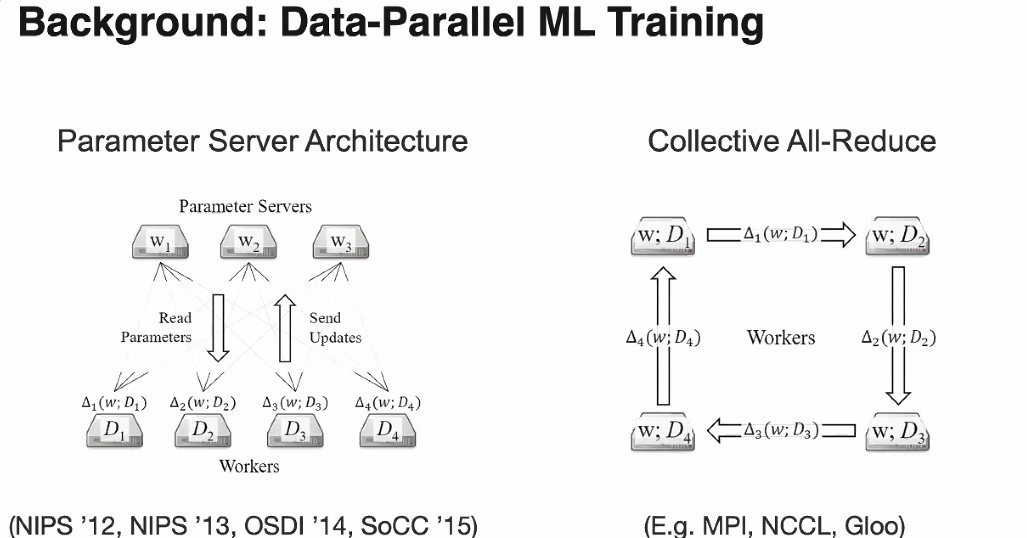 Background: Data-Parallel ML Training
Parameter Server Architecture
Parameter Servers
w₁ w₂ w₃
Read
Parameters
Send
Updates
Δ₁(w; D₁) Δ₂(w; D₂) Δ₃(w; D₃) Δ₄(w; D₄)
D₁ D₂ D₃ D₄
Workers
(NIPS '12, NIPS '13, OSDI '14, SoCC '15)
Collective All-Reduce
w; D₁ Δ₁(w; D₁) w; D₂
Δ₄(w; D₄) Workers Δ₂(w; D₂)
w; D₄ Δ₃(w; D₃) w; D₃
(E.g. MPI, NCCL, Gloo)